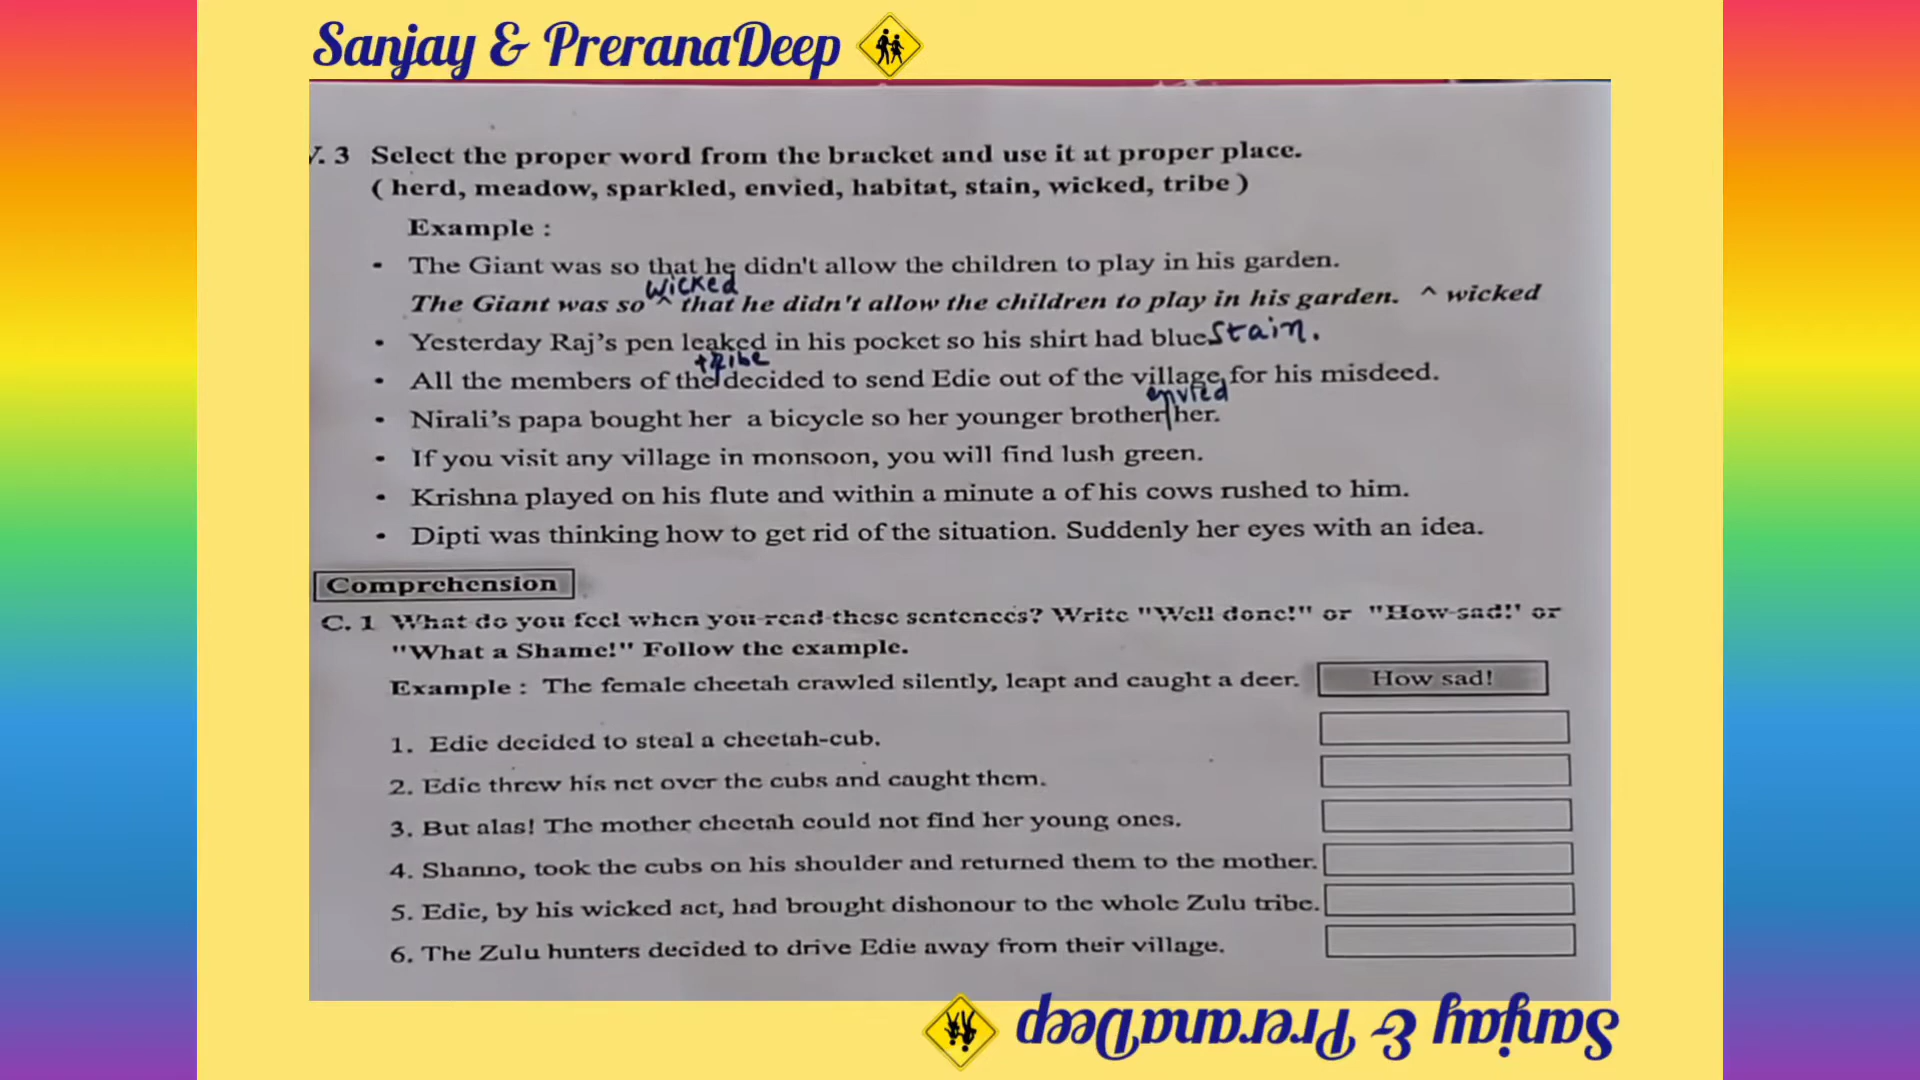 Sanjay & PreranaDeep
V. 3 Select the proper word from the bracket and use it at proper place.
( herd, meadow, sparkled, envied, habitat, stain, wicked, tribe )
Example :
• The Giant was so that he didn't allow the children to play in his garden.
wicked
The Giant was so ^ that he didn't allow the children to play in his garden. ^ wicked
• Yesterday Raj's pen leaked in his pocket so his shirt had blue stain.
tribe
• All the members of the decided to send Edie out of the village for his misdeed.
envied
• Nirali's papa bought her a bicycle so her younger brother her.
• If you visit any village in monsoon, you will find lush green.
• Krishna played on his flute and within a minute a of his cows rushed to him.
• Dipti was thinking how to get rid of the situation. Suddenly her eyes with an idea.
Comprehension
C. 1 What do you feel when you read these sentences? Write "Well done!" or "How sad!' or
"What a Shame!" Follow the example.
Example : The female cheetah crawled silently, leapt and caught a deer. How sad!
1. Edie decided to steal a cheetah-cub.
2. Edie threw his net over the cubs and caught them.
3. But alas! The mother cheetah could not find her young ones.
4. Shanno, took the cubs on his shoulder and returned them to the mother.
5. Edie, by his wicked act, had brought dishonour to the whole Zulu tribe.
6. The Zulu hunters decided to drive Edie away from their village.
Sanjay & PreranaDeep